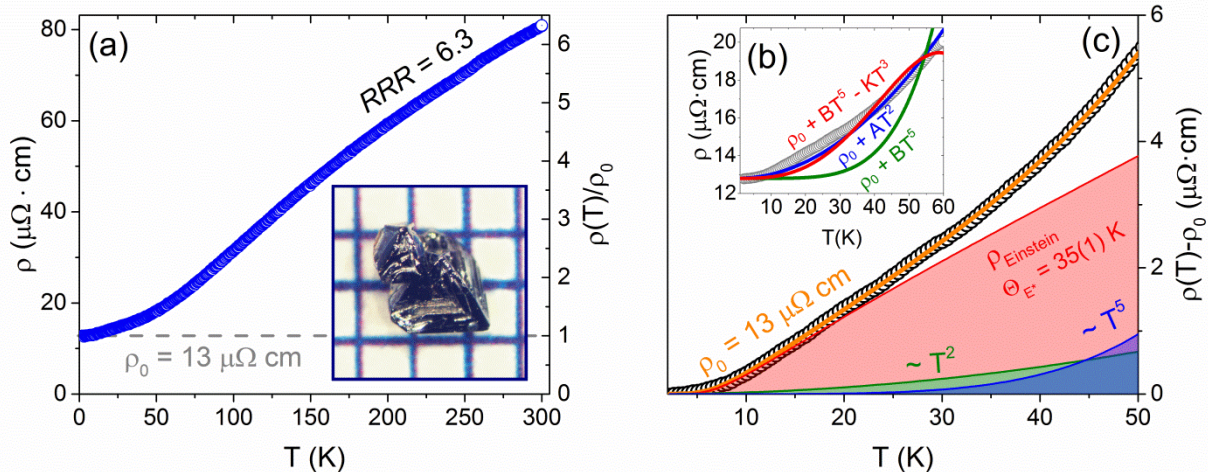 (a)
80
60
40
20
0
ρ (μΩ · cm)
0 50 100 150 200 250 300
T (K)
6
5
4
3
2
1
0
ρ(T)/ρ₀
RRR = 6.3
ρ₀ = 13 μΩ cm
(b)
20
18
16
14
12
ρ (μΩ·cm)
10 20 30 40 50 60
T(K)
ρ₀ + BT⁵ - KT³
ρ₀ + AT²
ρ₀ + BT⁵
(c)
6
4
2
0
ρ(T)-ρ₀ (μΩ·cm)
10 20 30 40 50
T (K)
ρ₀ = 13 μΩ cm
ρEinstein
ΘE* = 35(1) K
~ T²
~ T⁵